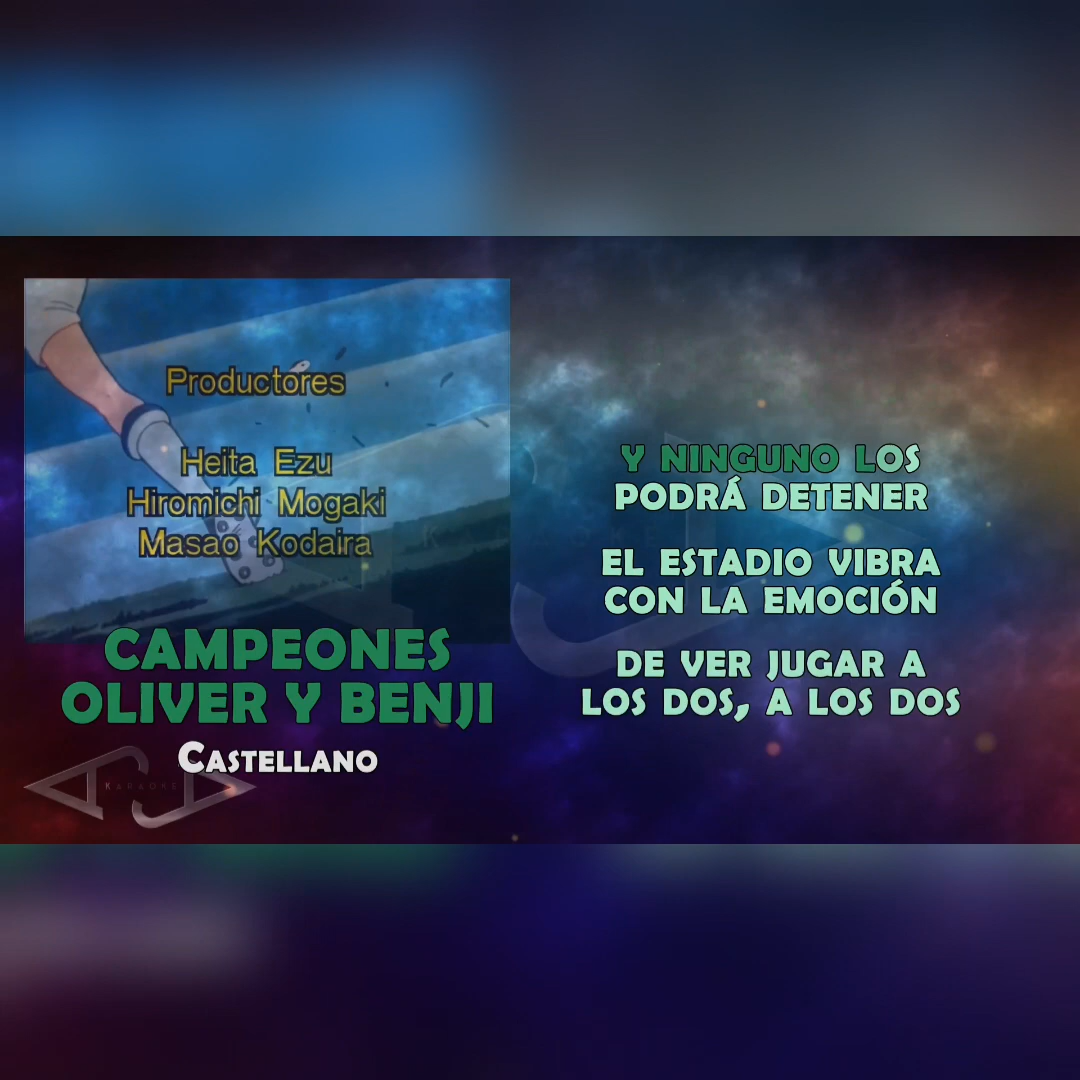 Productores
Heita Ezu
Hiromichi Mogaki
Masao Kodaira
CAMPEONES
OLIVER Y BENJI
CASTELLANO
KARAOKE
Y NINGUNO LOS
PODRÁ DETENER
EL ESTADIO VIBRA
CON LA EMOCIÓN
DE VER JUGAR A
LOS DOS, A LOS DOS